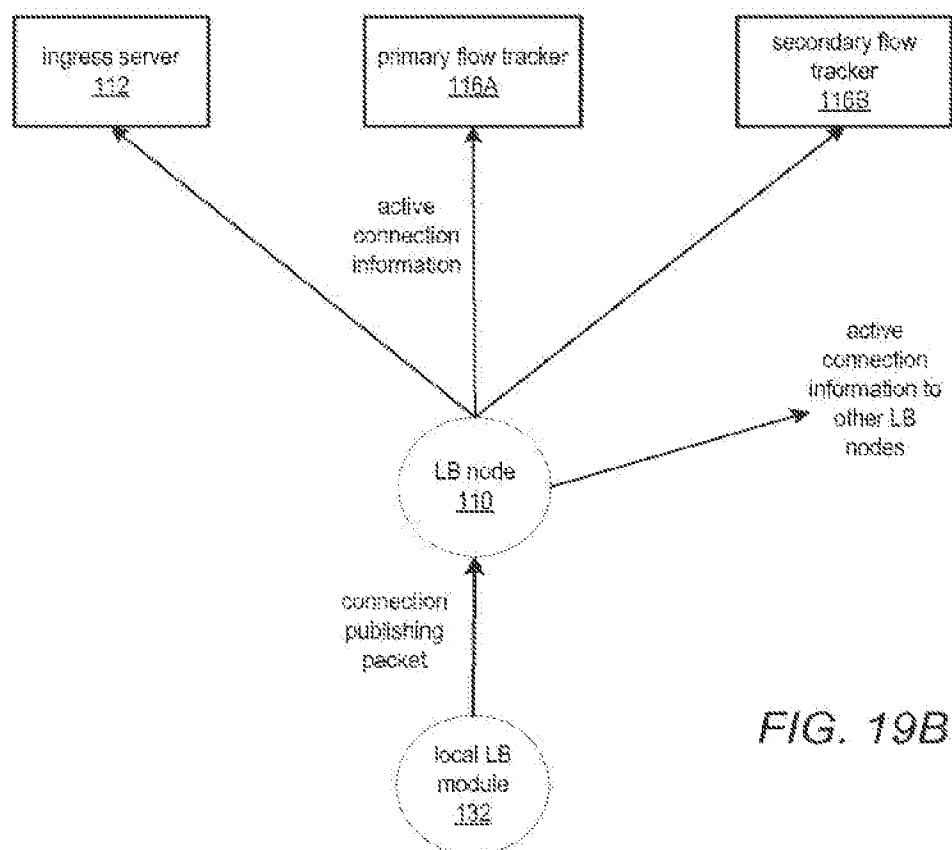 ingress server
112
primary flow tracker
116A
secondary flow
tracker
116B
active
connection
information
active
connection
information to
other LB
nodes
LB node
110
connection
publishing
packet
local LB
module
132
FIG. 19B